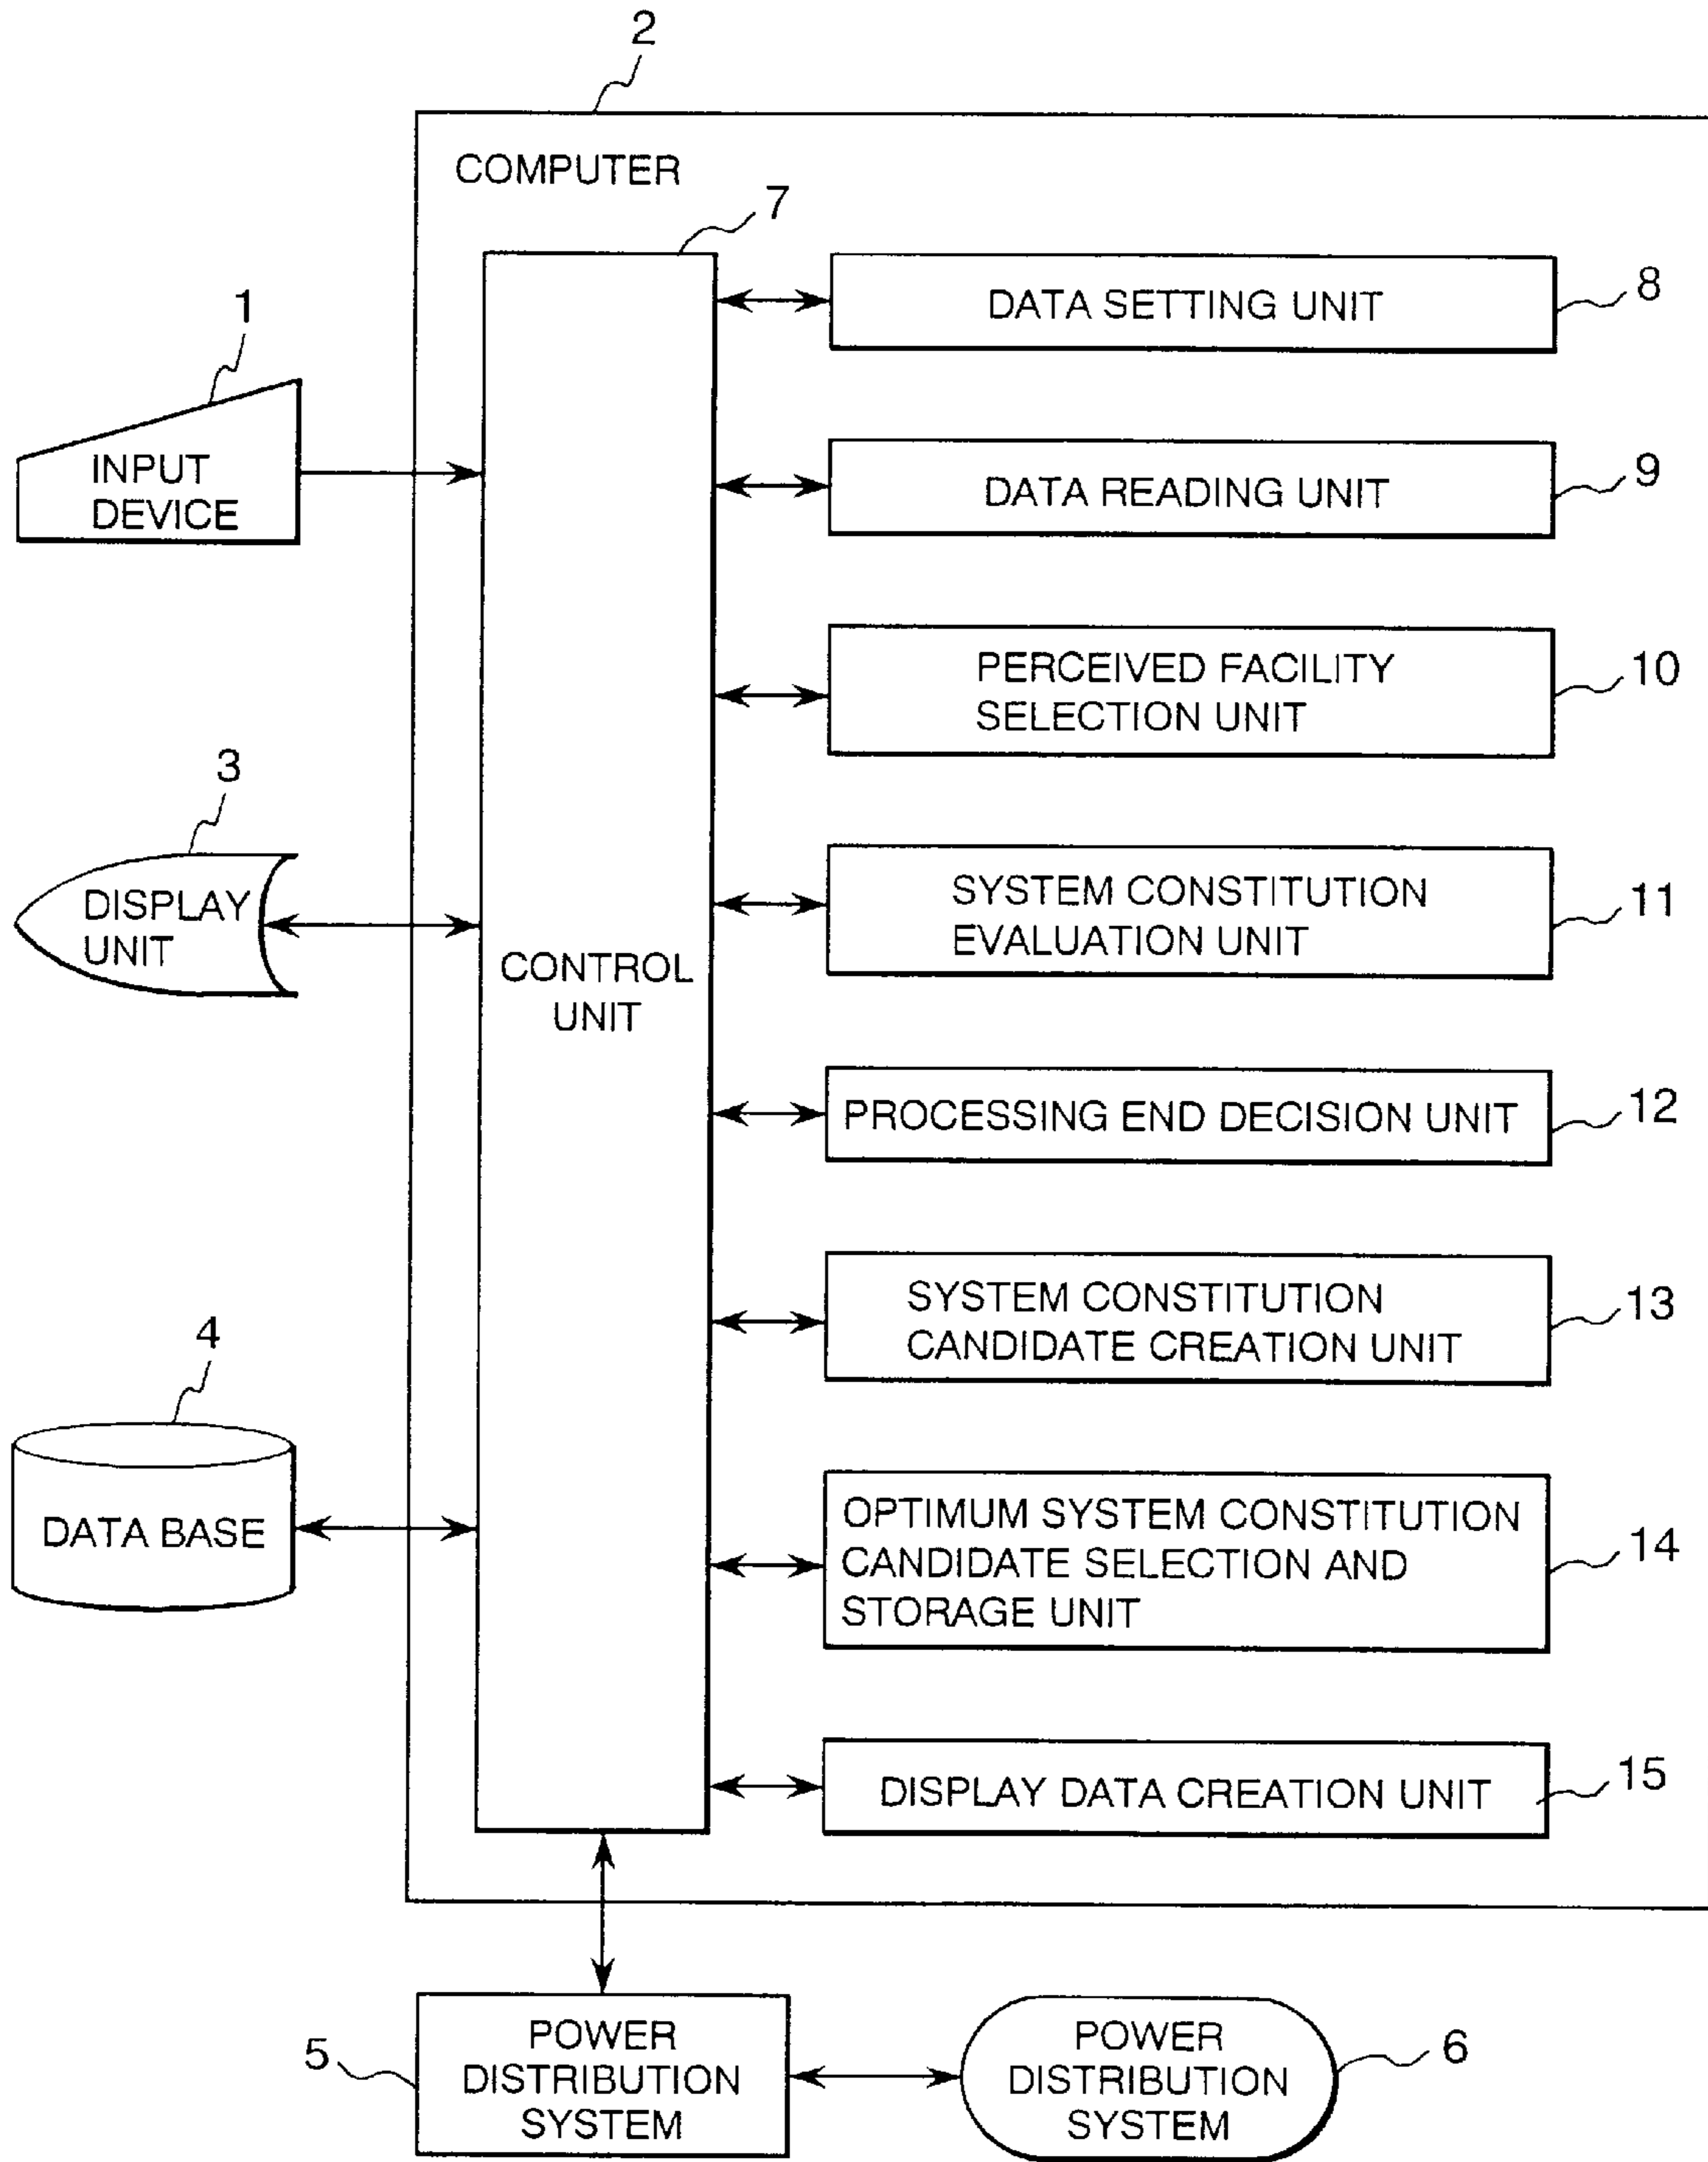 2
COMPUTER
7
DATA SETTING UNIT
8
1
INPUT
DEVICE
DATA READING UNIT
9
PERCEIVED FACILITY
SELECTION UNIT
10
3
DISPLAY
UNIT
SYSTEM CONSTITUTION
EVALUATION UNIT
11
CONTROL
UNIT
PROCESSING END DECISION UNIT
12
SYSTEM CONSTITUTION
CANDIDATE CREATION UNIT
13
4
DATA BASE
OPTIMUM SYSTEM CONSTITUTION
CANDIDATE SELECTION AND
STORAGE UNIT
14
DISPLAY DATA CREATION UNIT
15
5
POWER
DISTRIBUTION
SYSTEM
POWER
DISTRIBUTION
SYSTEM
6